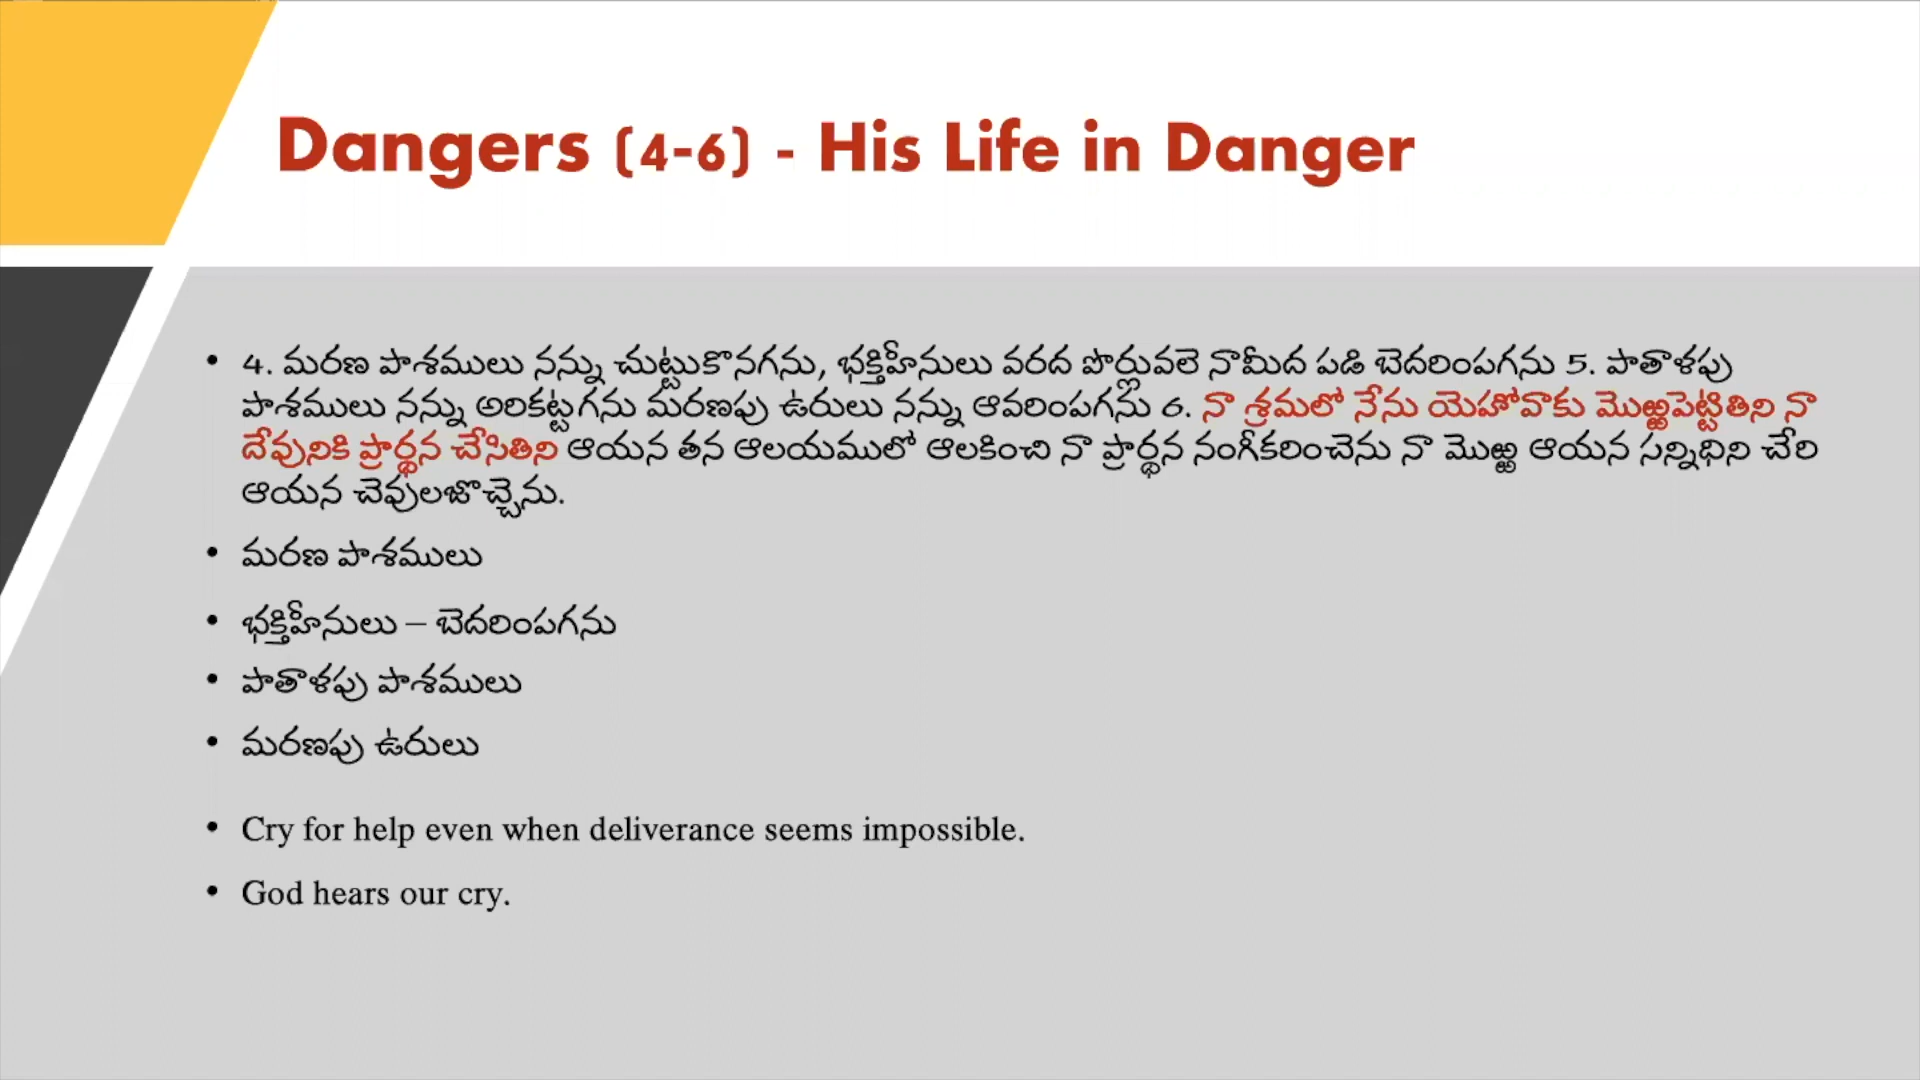 Dangers (4-6) - His Life in Danger
• 4. మరణ పాశములు నన్ను చుట్టుకొనగను, భక్తిహీనులు వరద పొర్లువలె నామీద పడి బెదరింపగను 5. పాతాళపు
పాశములు నన్ను అరికట్టగను మరణపు ఉరులు నన్ను ఆవరింపగను 6. నా శ్రమలో నేను యెహోవాకు మొఱ్ఱపెట్టితిని నా
దేవునికి ప్రార్థన చేసితిని ఆయన తన ఆలయములో ఆలకించి నా ప్రార్థన నంగీకరించెను నా మొఱ్ఱ ఆయన సన్నిధిని చేరి
ఆయన చెవులజొచ్చెను.
• మరణ పాశములు
• భక్తిహీనులు – బెదరింపగను
• పాతాళపు పాశములు
• మరణపు ఉరులు
• Cry for help even when deliverance seems impossible.
• God hears our cry.